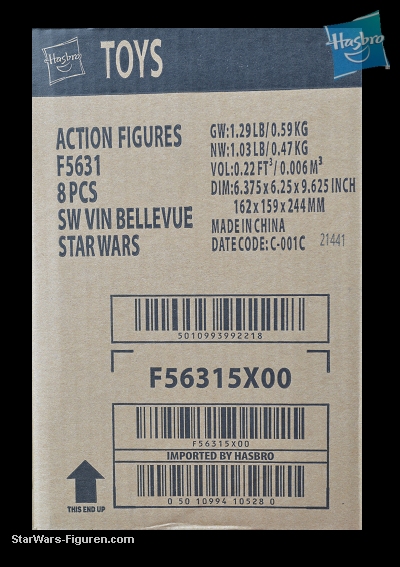 Hasbro
Hasbro
TOYS
ACTION FIGURES
F5631
8 PCS
SW VIN BELLEVUE
STAR WARS
GW:1.29 LB/ 0.59 KG
NW:1.03 LB/ 0.47 KG
VOL:0.22 FT³/ 0.006 M³
DIM:6.375 x 6.25 x 9.625 INCH
162 x 159 x 244 MM
MADE IN CHINA
DATE CODE: C-001C 21441
5010993992218
F56315X00
F56315X00
IMPORTED BY HASBRO
0 50 10994 10528 0
THIS END UP
StarWars-Figuren.com